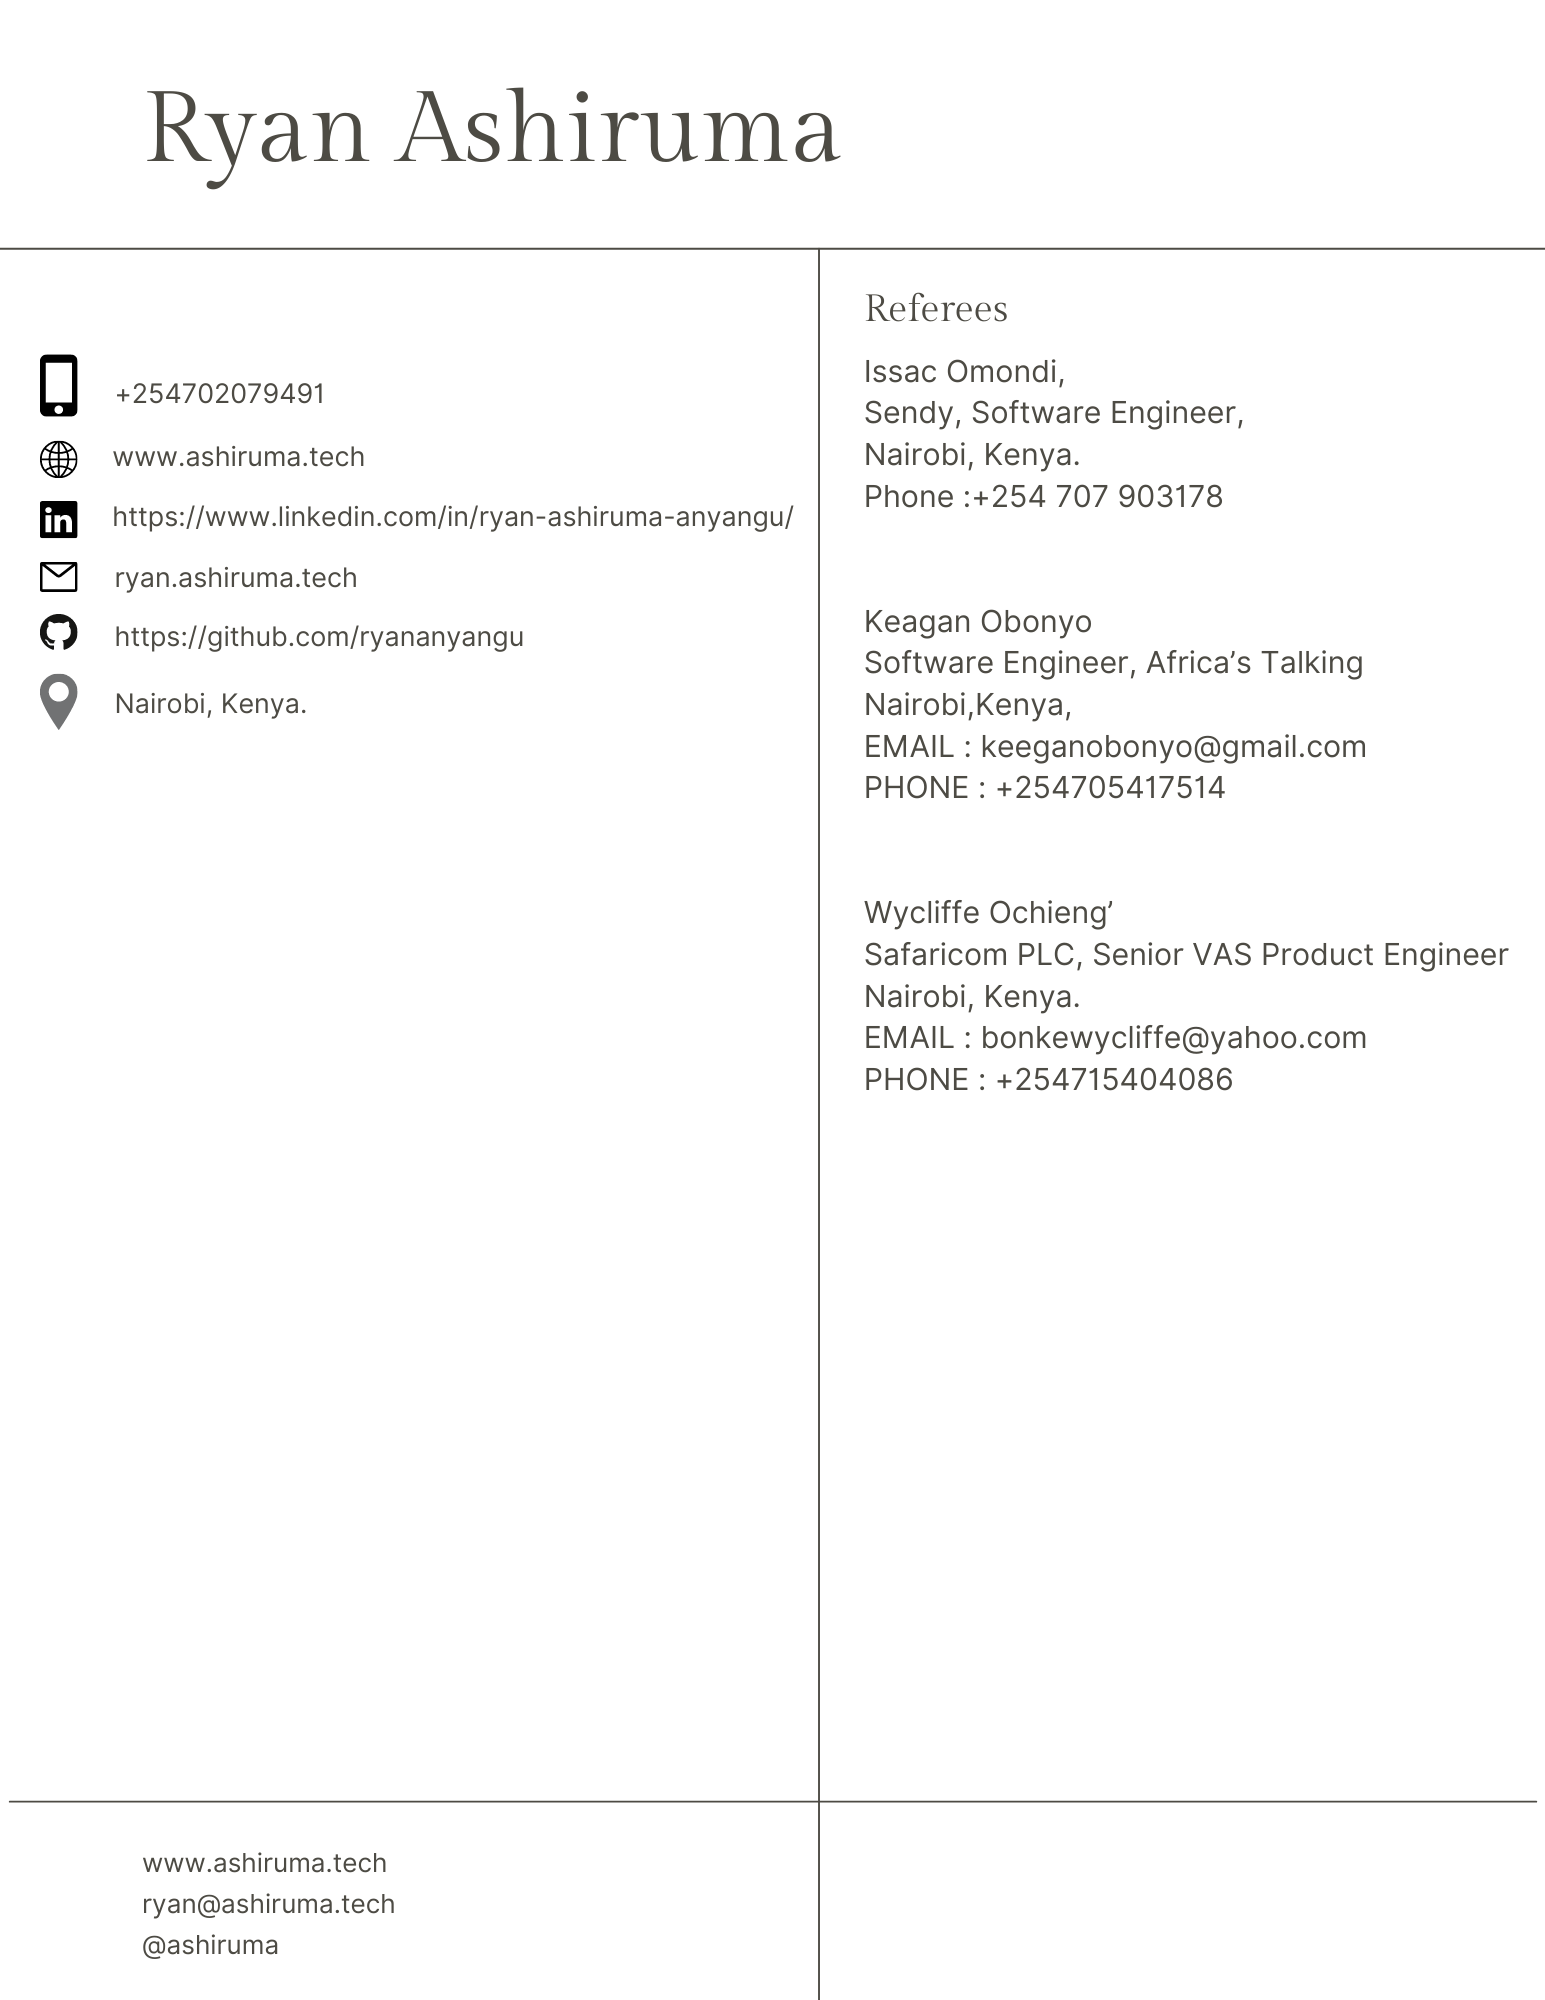 Ryan Ashiruma
+254702079491
www.ashiruma.tech
https://www.linkedin.com/in/ryan-ashiruma-anyangu/
ryan.ashiruma.tech
https://github.com/ryananyangu
Nairobi, Kenya.
Referees
Issac Omondi,
Sendy, Software Engineer,
Nairobi, Kenya.
Phone :+254 707 903178
Keagan Obonyo
Software Engineer, Africa’s Talking
Nairobi,Kenya,
EMAIL : keeganobonyo@gmail.com
PHONE : +254705417514
Wycliffe Ochieng’
Safaricom PLC, Senior VAS Product Engineer
Nairobi, Kenya.
EMAIL : bonkewycliffe@yahoo.com
PHONE : +254715404086
www.ashiruma.tech
ryan@ashiruma.tech
@ashiruma